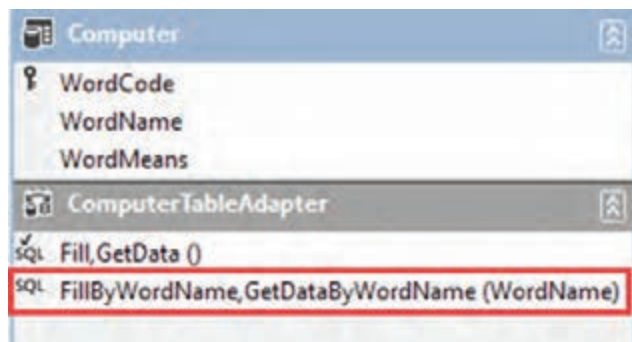 Computer
WordCode
WordName
WordMeans
ComputerTableAdapter
SQL Fill,GetData ()
SQL FillByWordName,GetDataByWordName (WordName)